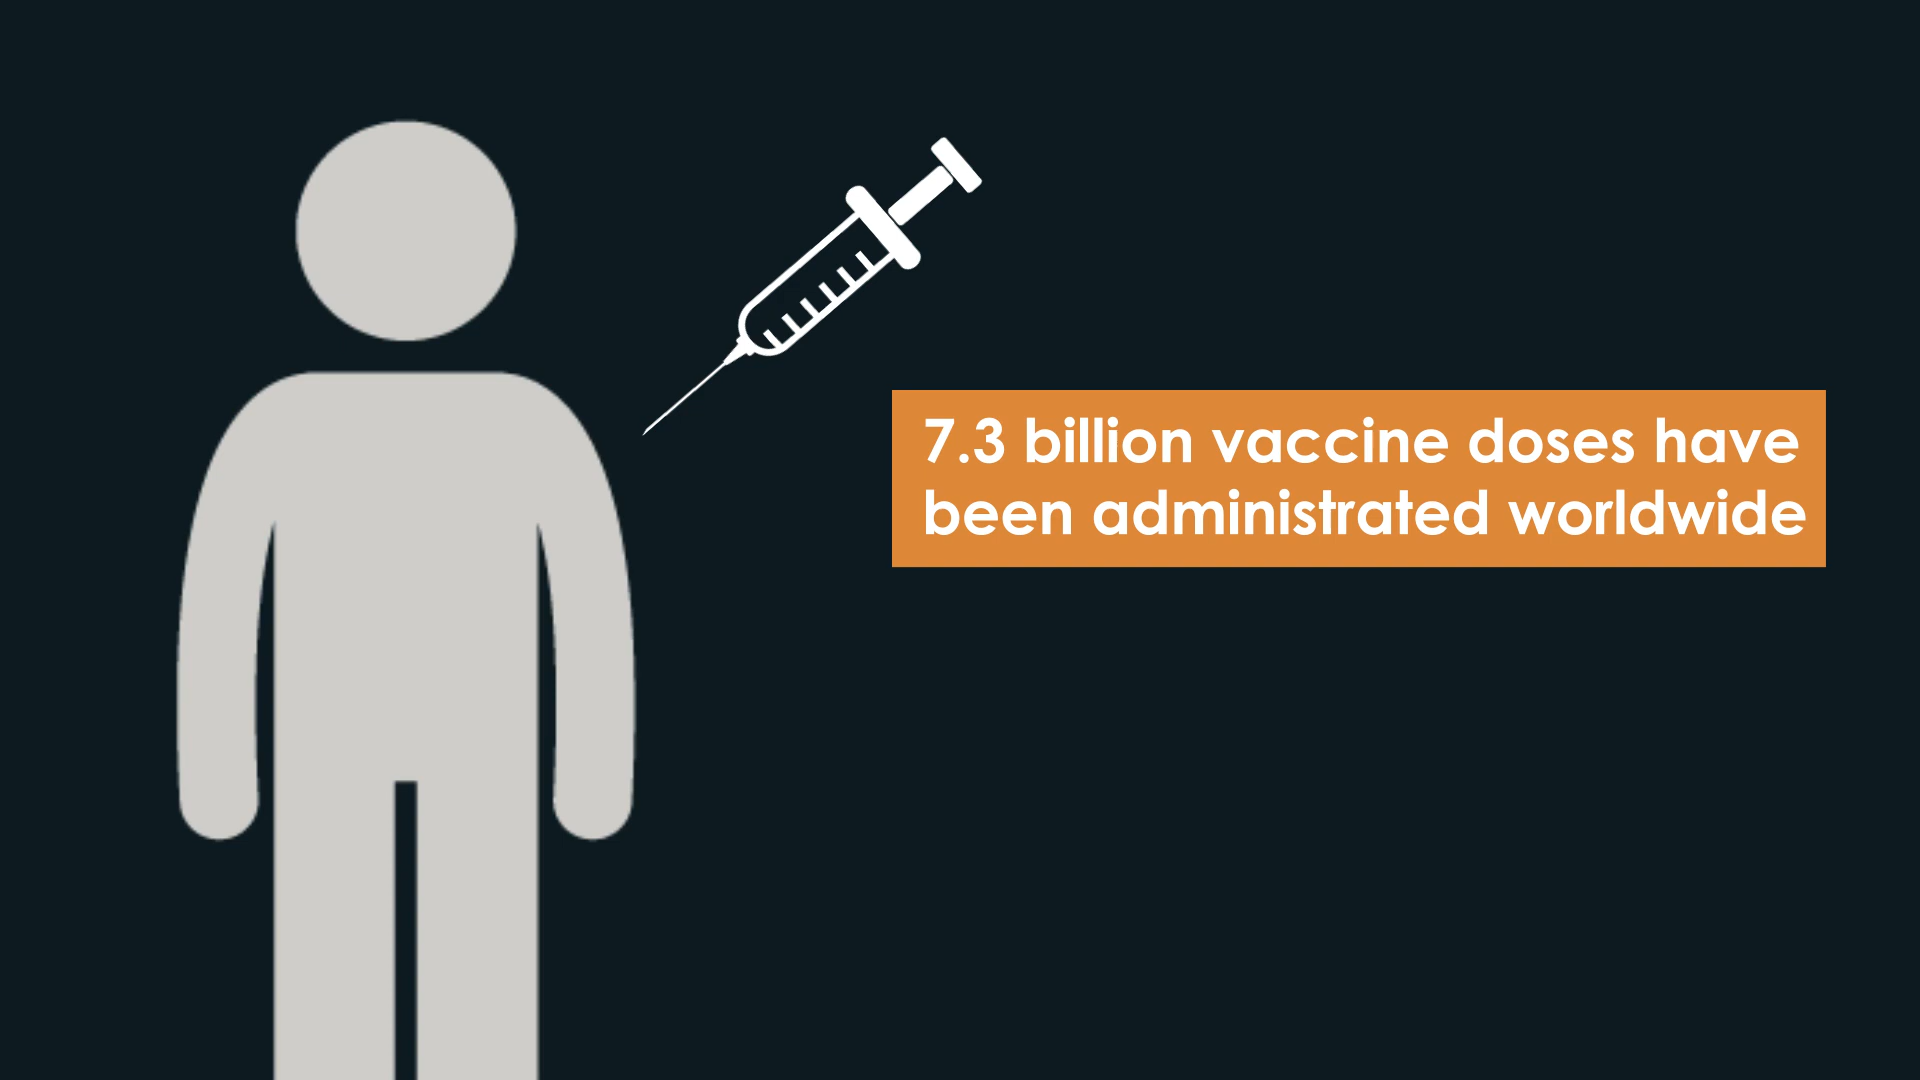 7.3 billion vaccine doses have
been administrated worldwide